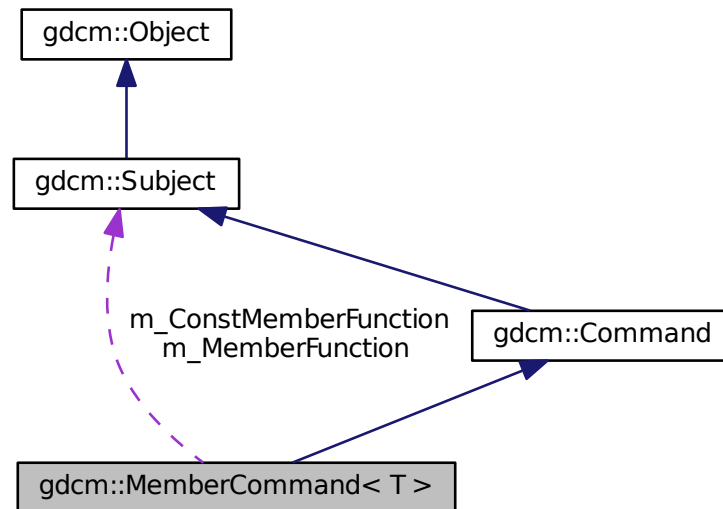 gdcm::Object
gdcm::Subject
m_ConstMemberFunction
m_MemberFunction
gdcm::Command
gdcm::MemberCommand< T >